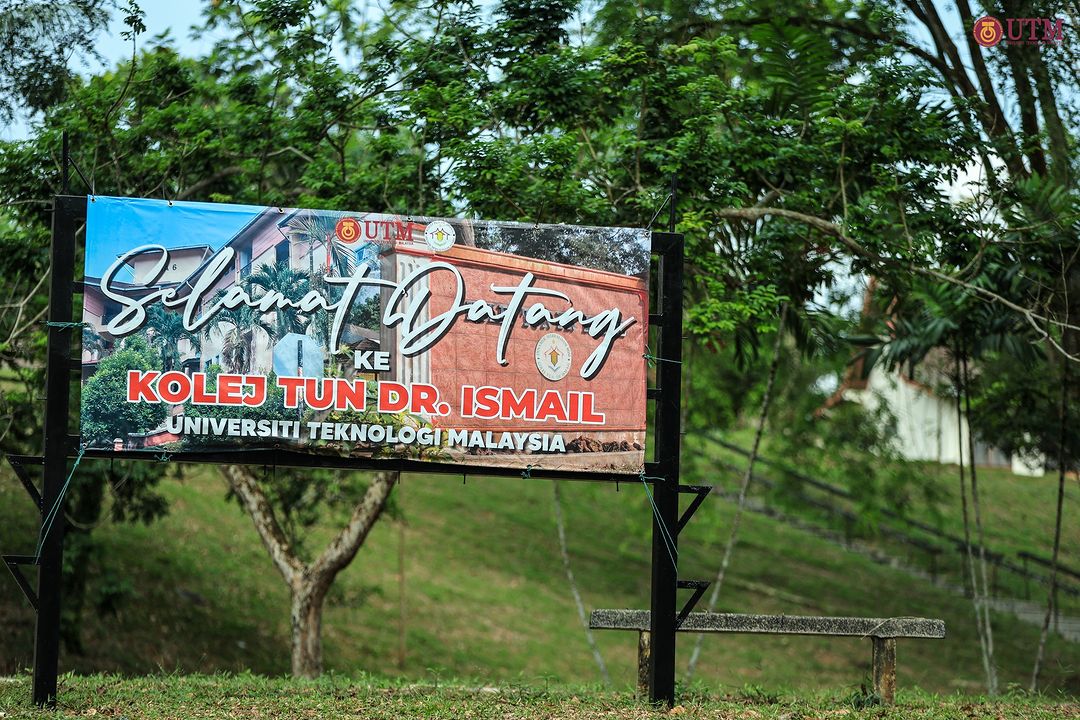 UTM
UTM
Selamat Datang
KE
KOLEJ TUN DR. ISMAIL
UNIVERSITI TEKNOLOGI MALAYSIA